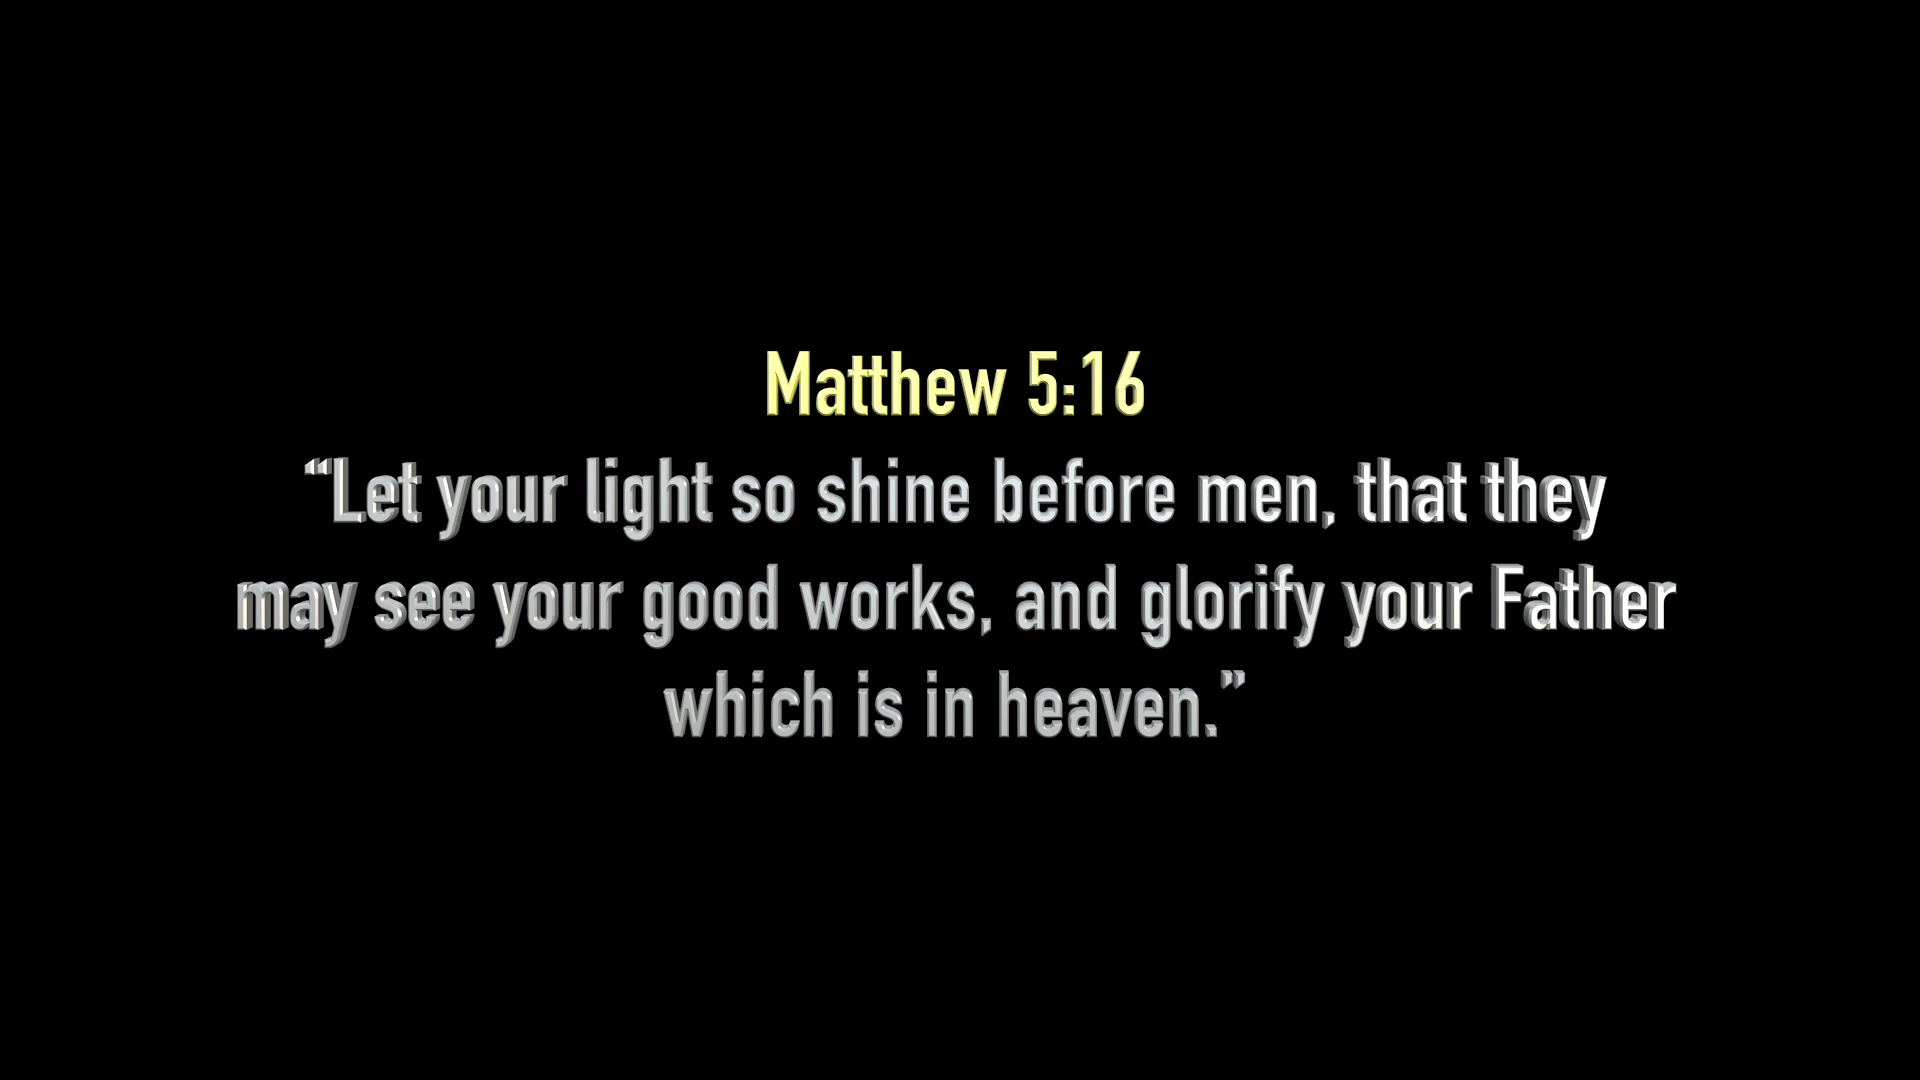 Matthew 5:16
“Let your light so shine before men, that they
may see your good works, and glorify your Father
which is in heaven.”